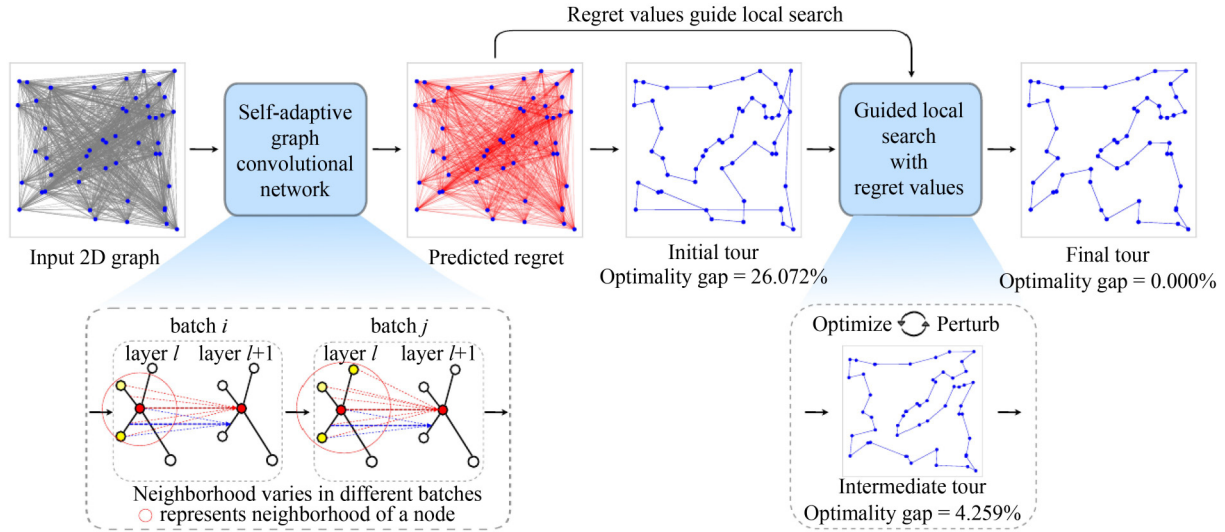 Regret values guide local search
Self-adaptive
graph
convolutional
network
Guided local
search
with
regret values
Input 2D graph
Predicted regret
Initial tour
Optimality gap = 26.072%
Final tour
Optimality gap = 0.000%
batch i
batch j
layer l
layer l+1
layer l
layer l+1
Neighborhood varies in different batches
represents neighborhood of a node
Optimize
Perturb
Intermediate tour
Optimality gap = 4.259%